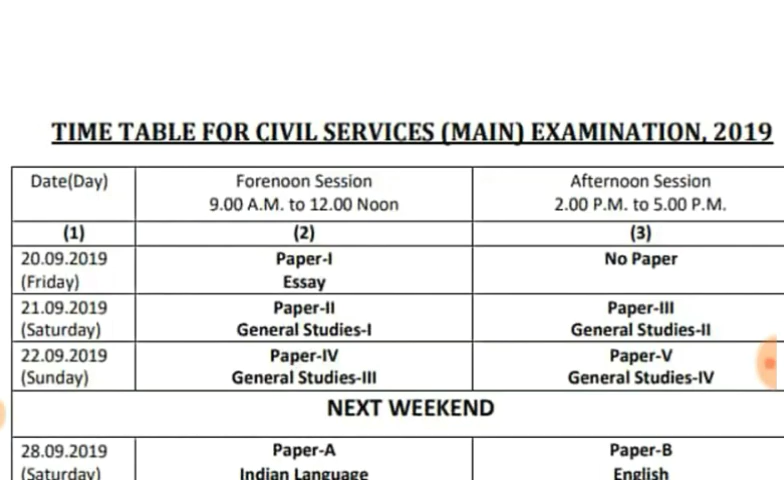 TIME TABLE FOR CIVIL SERVICES (MAIN) EXAMINATION, 2019
Date(Day) Forenoon Session Afternoon Session
9.00 A.M. to 12.00 Noon 2.00 P.M. to 5.00 P.M.
(1) (2) (3)
20.09.2019 Paper-I No Paper
(Friday) Essay
21.09.2019 Paper-II Paper-III
(Saturday) General Studies-I General Studies-II
22.09.2019 Paper-IV Paper-V
(Sunday) General Studies-III General Studies-IV
NEXT WEEKEND
28.09.2019 Paper-A Paper-B
(Saturday) Indian Language English